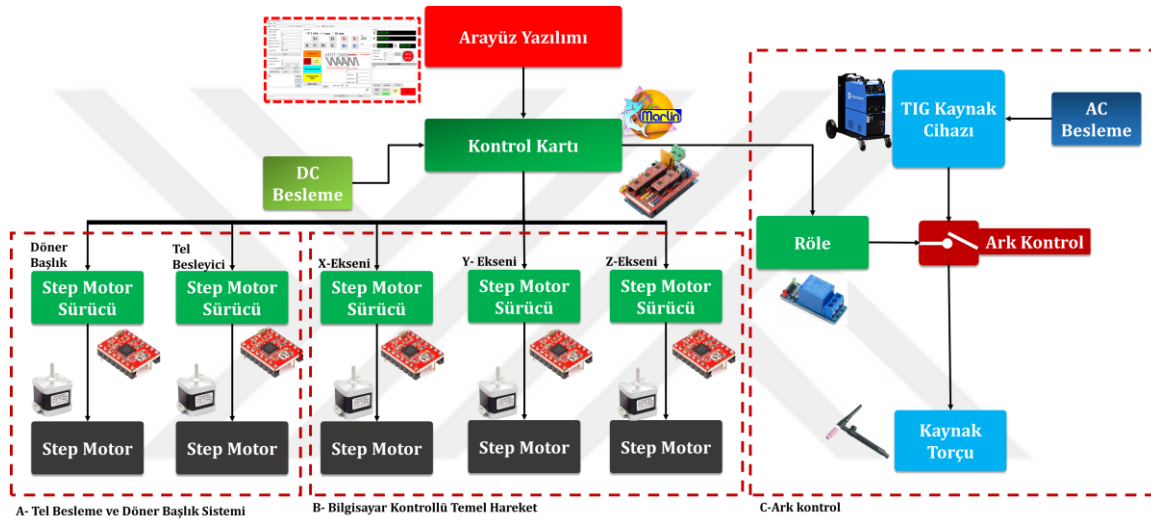 Arayüz Yazılımı
Marlin
Kontrol Kartı
DC
Besleme
TIG Kaynak
Cihazı
AC
Besleme
Röle
Ark Kontrol
Kaynak
Torçu
Döner
Başlık
Tel
Besleyici
X-Ekseni
Y- Ekseni
Z-Ekseni
Step Motor
Sürücü
Step Motor
Sürücü
Step Motor
Sürücü
Step Motor
Sürücü
Step Motor
Sürücü
Step Motor
Step Motor
Step Motor
Step Motor
Step Motor
A- Tel Besleme ve Döner Başlık Sistemi
B- Bilgisayar Kontrollü Temel Hareket
C-Ark kontrol